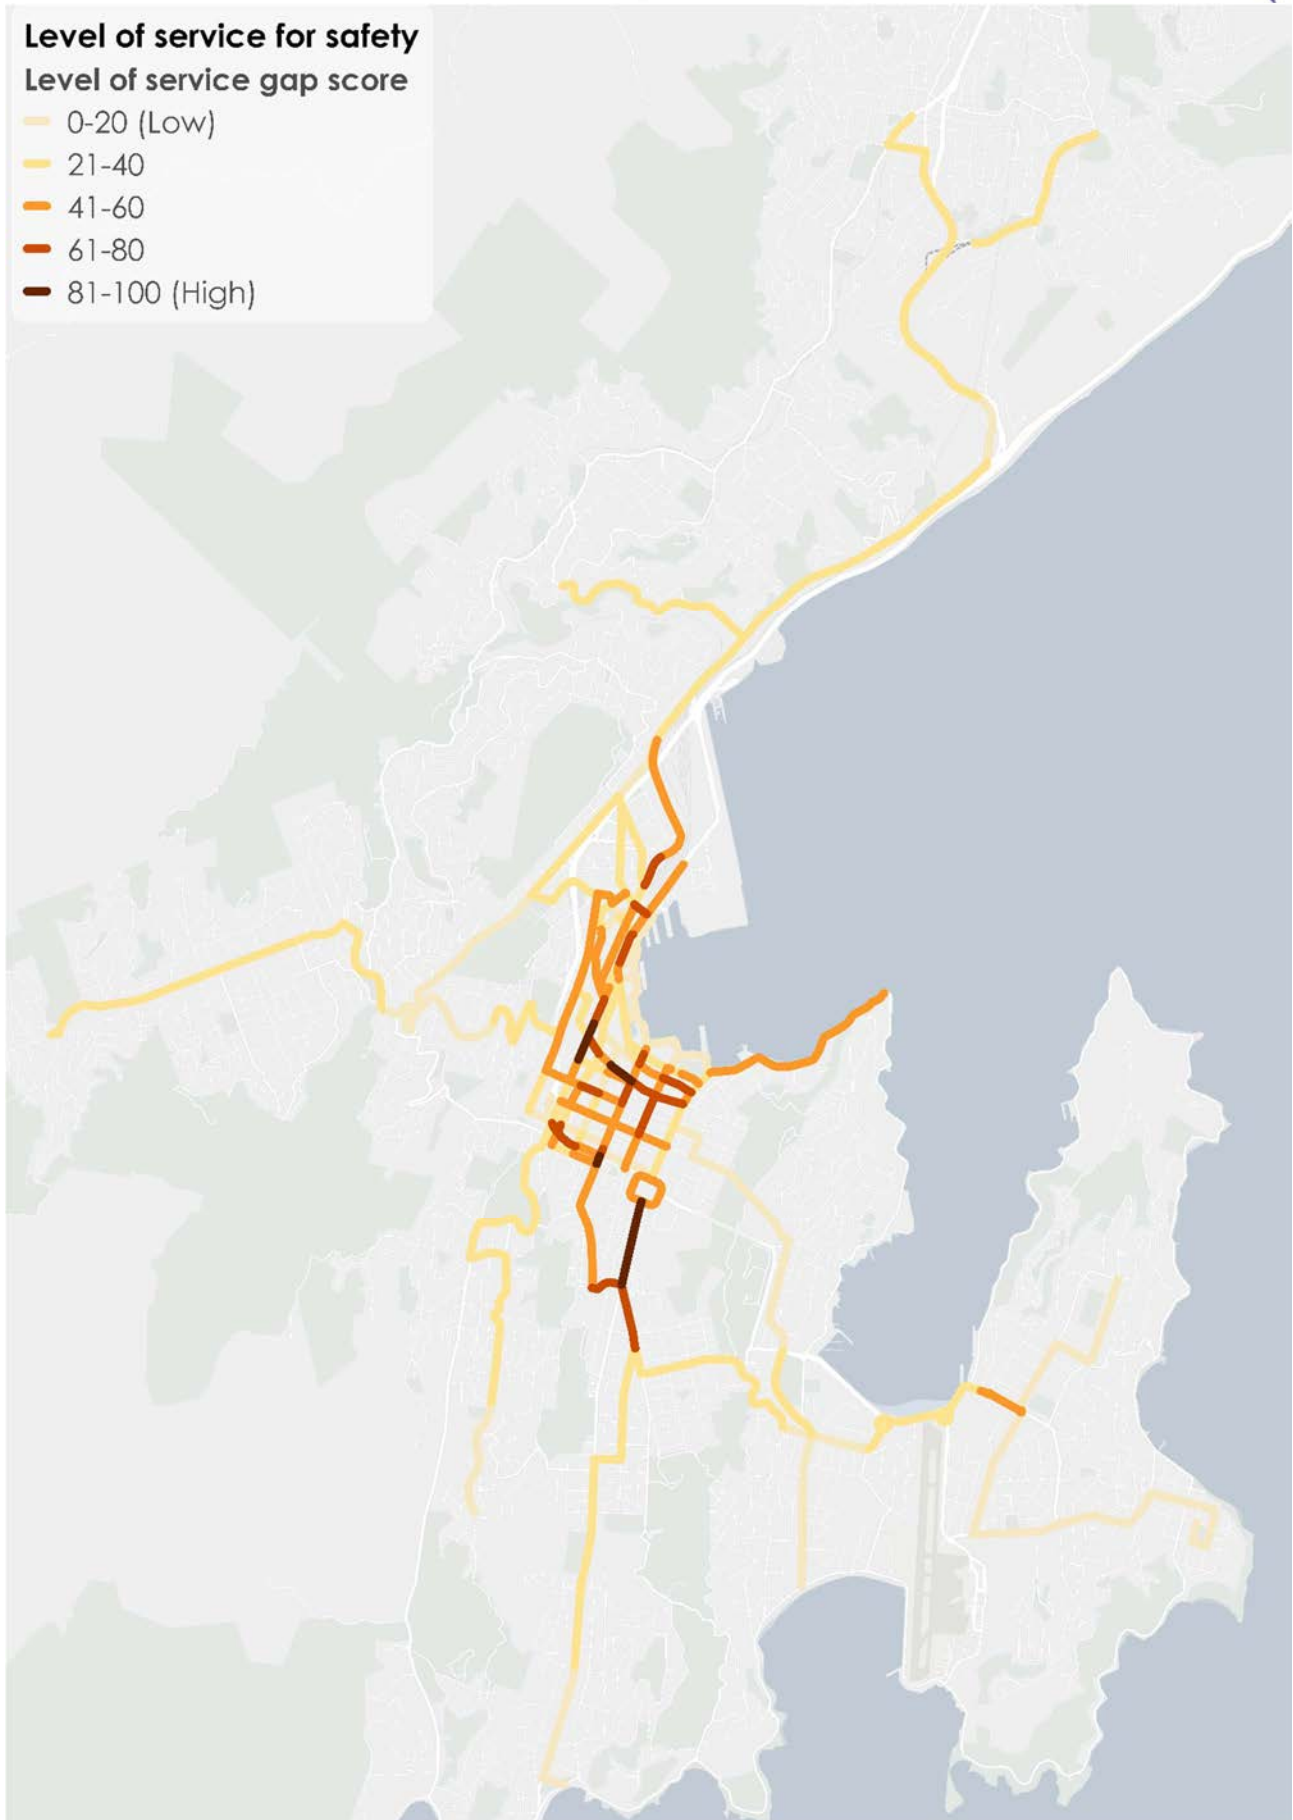 Level of service for safety
Level of service gap score
0-20 (Low)
21-40
41-60
61-80
81-100 (High)